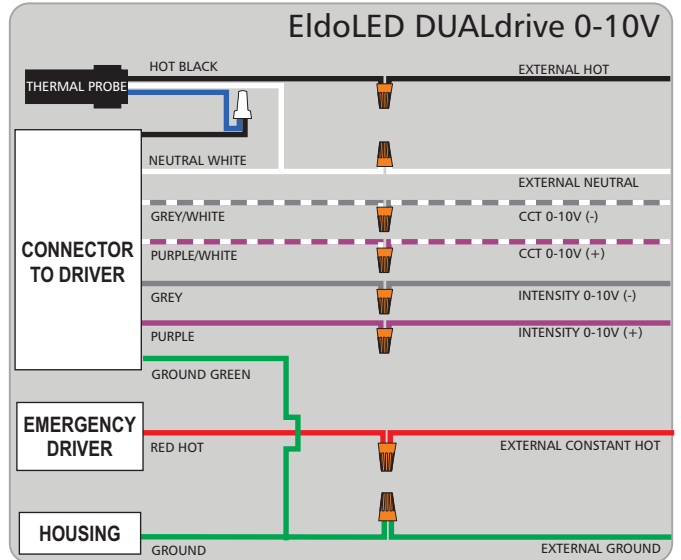 EldoLED DUALdrive 0-10V
HOT BLACK
EXTERNAL HOT
THERMAL PROBE
NEUTRAL WHITE
EXTERNAL NEUTRAL
GREY/WHITE
CCT 0-10V (-)
CONNECTOR
TO DRIVER
PURPLE/WHITE
CCT 0-10V (+)
GREY
INTENSITY 0-10V (-)
PURPLE
INTENSITY 0-10V (+)
GROUND GREEN
EMERGENCY
DRIVER
RED HOT
EXTERNAL CONSTANT HOT
HOUSING
GROUND
EXTERNAL GROUND